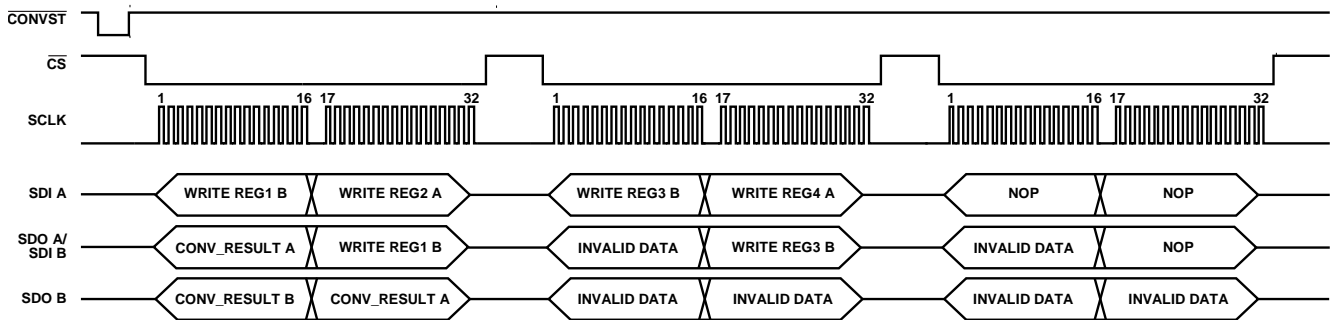 CONVST
CS
1 16 17 32 1 16 17 32 1 16 17 32
SCLK
SDI A WRITE REG1 B WRITE REG2 A WRITE REG3 B WRITE REG4 A NOP NOP
SDO A/
SDI B CONV_RESULT A WRITE REG1 B INVALID DATA WRITE REG3 B INVALID DATA NOP
SDO B CONV_RESULT B CONV_RESULT A INVALID DATA INVALID DATA INVALID DATA INVALID DATA